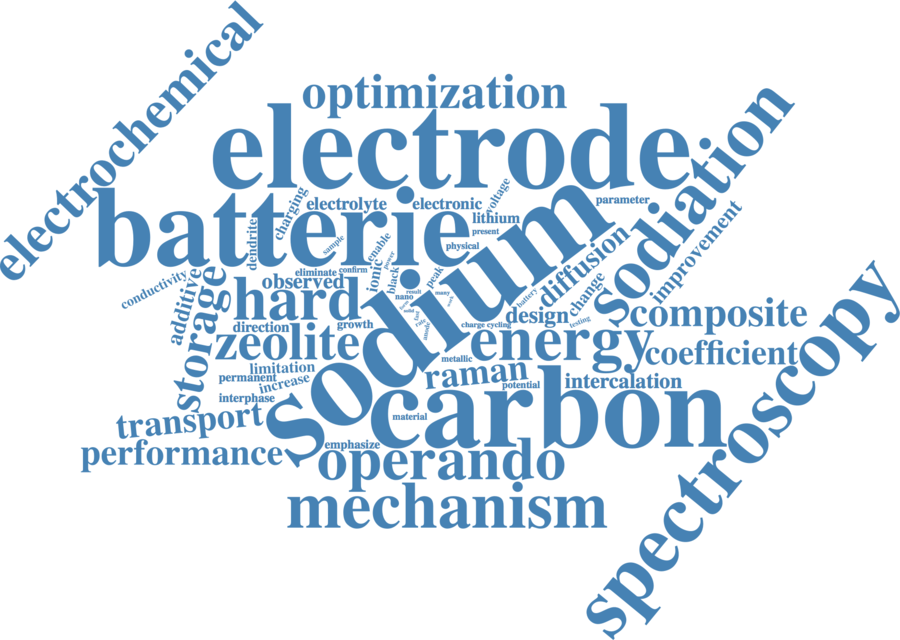 electrochemical
optimization
electrode
sodiation
batterie
sodium
spectroscopy
carbon
electrolyte
electronic
voltage
lithium
present
parameter
charging
dendrite
sample
enable
power
physical
ionic
black
peak
eliminate
confirm
observed
conductivity
additive
storage
hard
nano
result
many
work
solid
battery
diffusion
change
improvement
design
testing
composite
direction
growth
charge cycling
zeolite
energy
coefficient
metallic
limitation
permanent
increase
interphase
raman
potential
intercalation
transport
material
performance
emphasize
operando
mechanism